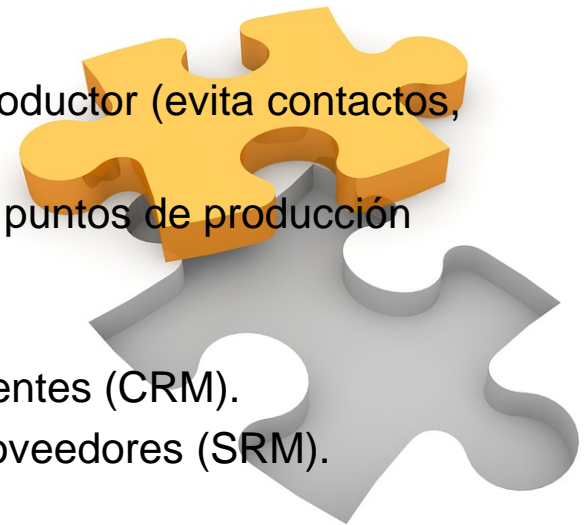 oductor (evita contactos,
puntos de producción
entes (CRM).
oveedores (SRM).